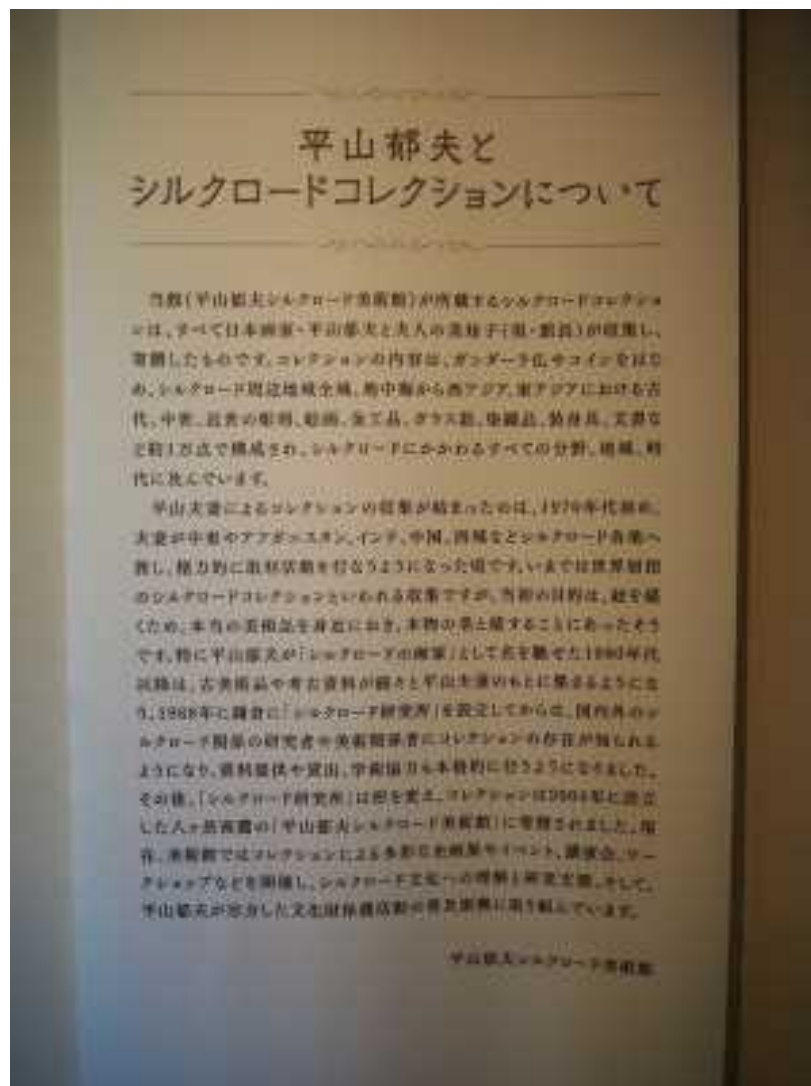 平山郁夫と
シルクロードコレクションについて
当館(平山郁夫シルクロード美術館)が所蔵するシルクロードコレクショ
ンは、すべて日本画家・平山郁夫と夫人の美知子(現・館長)が収集し、
寄贈したものです。コレクションの内容は、ガンダーラ仏やコインをはじ
め、シルクロード周辺地域全域、地中海から西アジア、東アジアにおける古
代、中世、近世の彫刻、絵画、金工品、ガラス器、染織品、装身具、文書な
ど約1万点で構成され、シルクロードにかかわるすべての分野、地域、時
代に及んでいます。
平山夫妻によるコレクションの収集が始まったのは、1970年代初め。
夫妻が中東やアフガニスタン、インド、中国、西域などシルクロード各地へ
旅し、精力的に取材活動を行なうようになった頃です。いまでは世界屈指
のシルクロードコレクションといわれる収集ですが、当初の目的は、絵を描
くため、本当の美術品を身近におき、本物の美と接することにあったそう
です。特に平山郁夫が「シルクロードの画家」として名を馳せた1980年代
以降は、古美術品や考古資料が続々と平山夫妻のもとに集まるようにな
り、1988年に鎌倉に「シルクロード研究所」を設立してからは、国内外のシ
ルクロード関係の研究者や美術関係者にコレクションの存在が知られる
ようになり、資料提供や貸出、学術協力も本格的に行うようになりました。
その後、「シルクロード研究所」は形を変え、コレクションは2004年に設立
した八ヶ岳南麓の「平山郁夫シルクロード美術館」に寄贈されました。現
在、美術館ではコレクションによる多彩な企画展やイベント、講演会、ワー
クショップなどを開催し、シルクロード文化への理解と研究支援、そして、
平山郁夫が尽力した文化財保護活動の普及振興に取り組んでいます。
平山郁夫シルクロード美術館